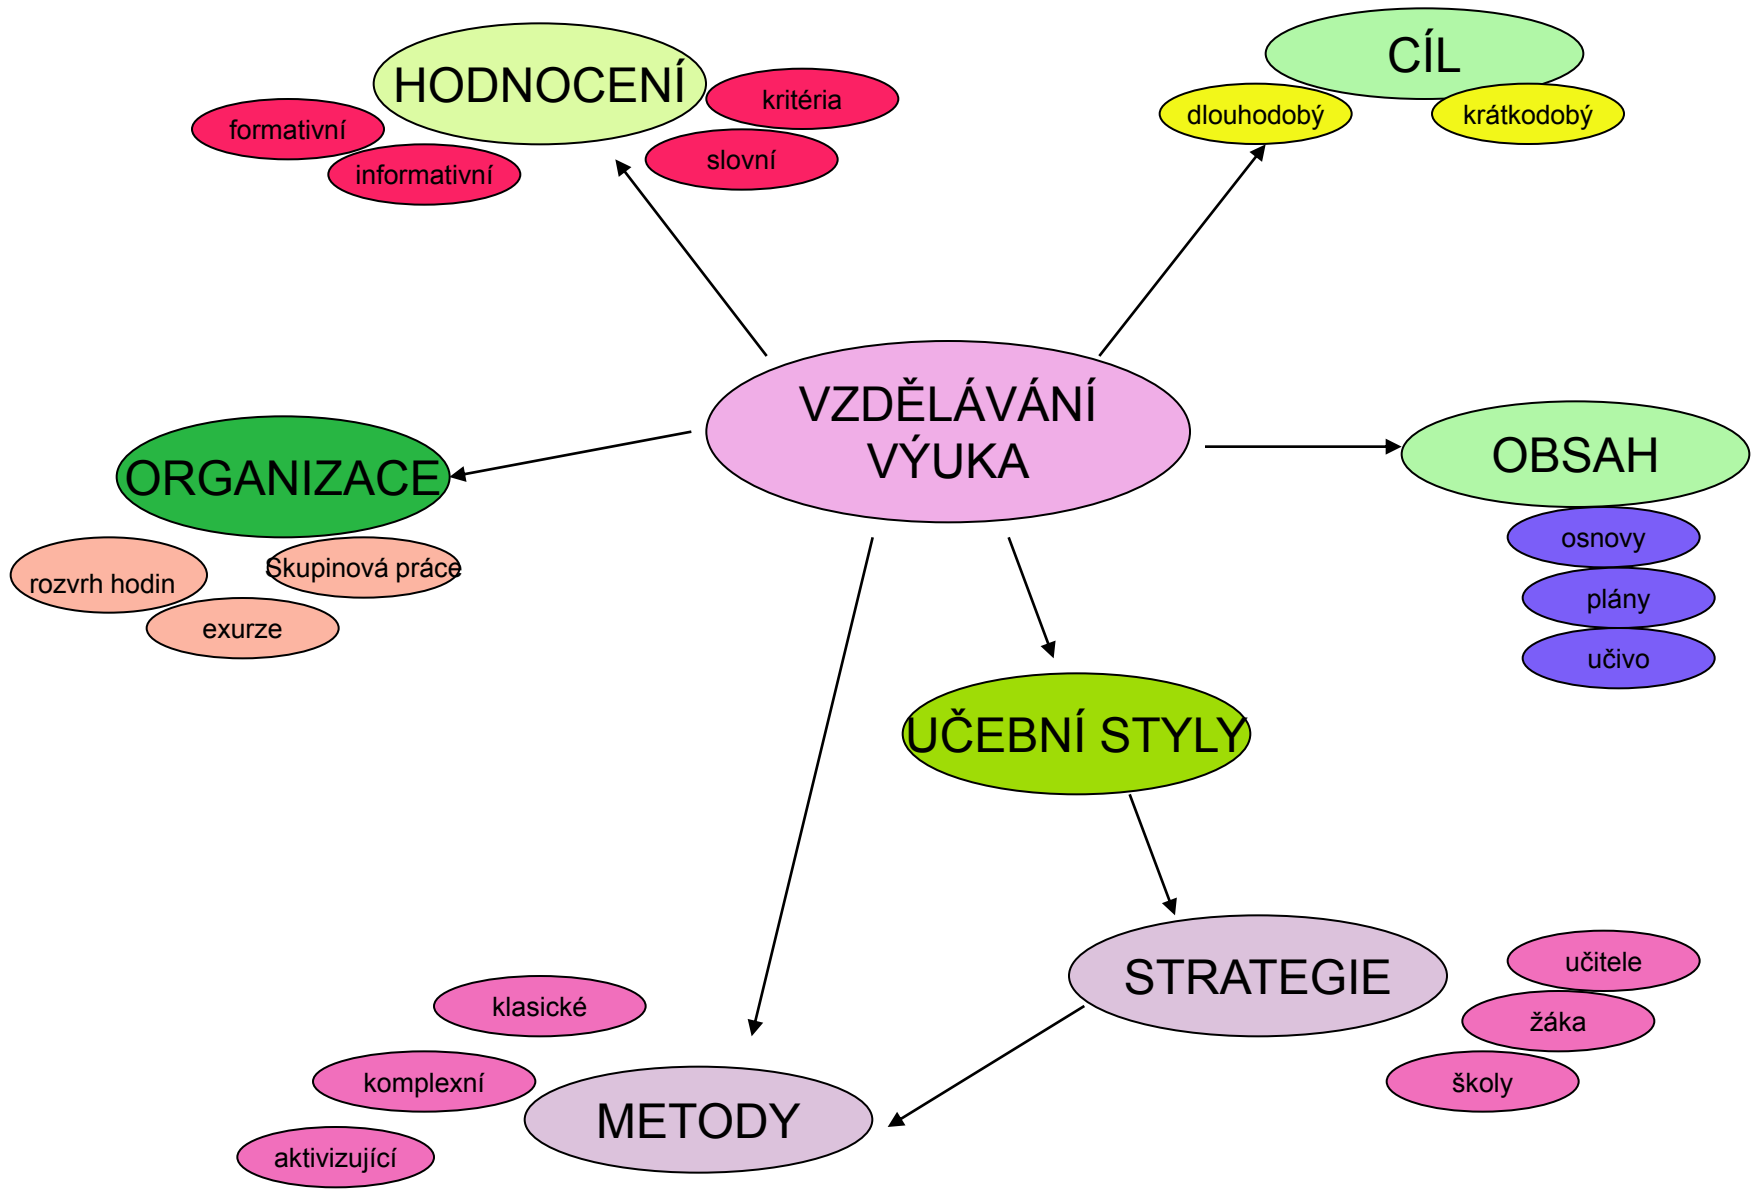 HODNOCENÍ
kritéria
formativní
informativní
slovní
CÍL
dlouhodobý
krátkodobý
VZDĚLÁVÁNÍ
VÝUKA
ORGANIZACE
rozvrh hodin
Skupinová práce
exurze
OBSAH
osnovy
plány
učivo
UČEBNÍ STYLY
STRATEGIE
učitele
žáka
školy
klasické
komplexní
METODY
aktivizující